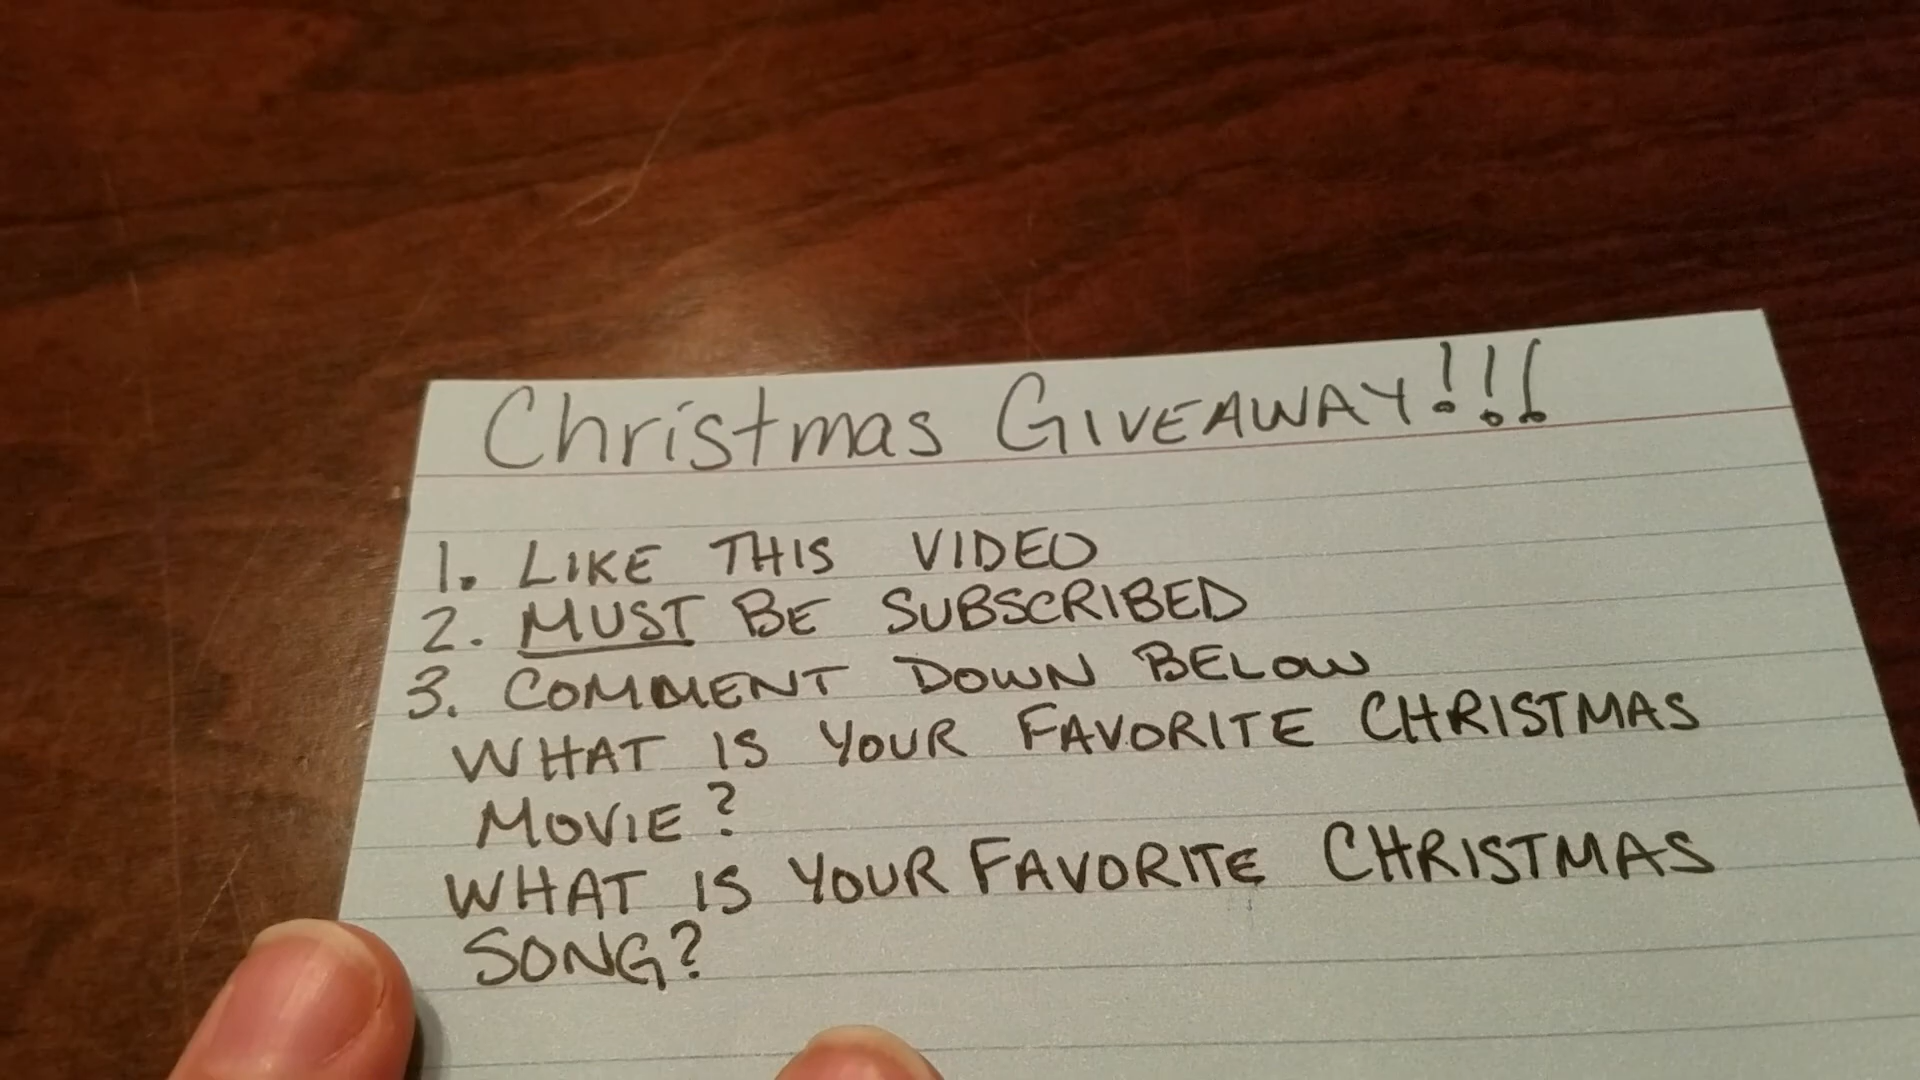 Christmas GIVEAWAY!!!
1. LIKE THIS VIDEO
2. MUST BE SUBSCRIBED
3. COMMENT DOWN BELOW
WHAT IS YOUR FAVORITE CHRISTMAS
MOVIE?
WHAT IS YOUR FAVORITE CHRISTMAS
SONG?